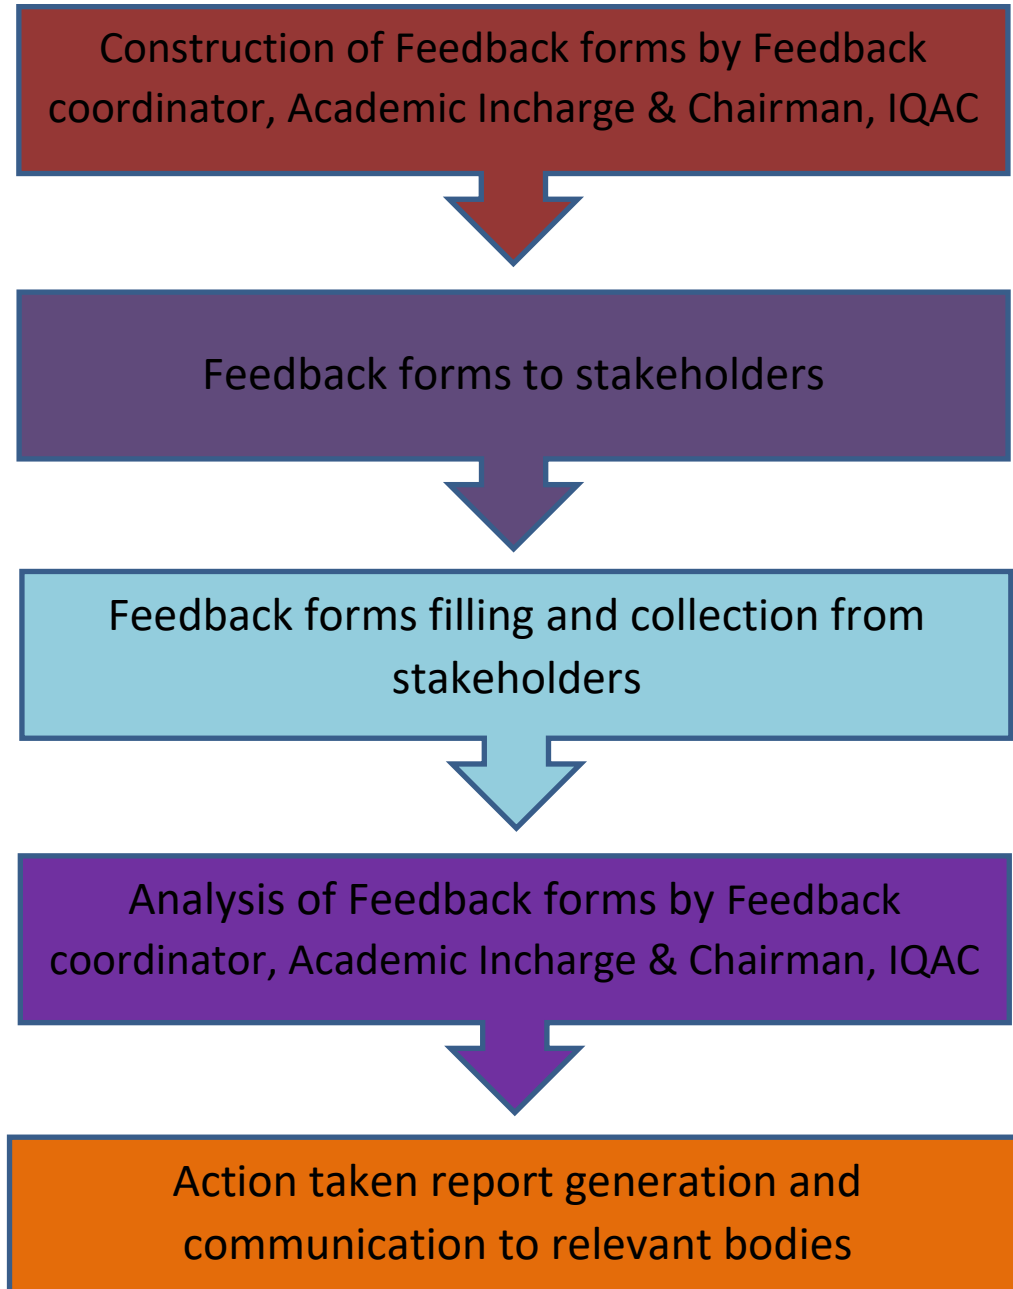 Construction of Feedback forms by Feedback
coordinator, Academic Incharge & Chairman, IQAC
Feedback forms to stakeholders
Feedback forms filling and collection from
stakeholders
Analysis of Feedback forms by Feedback
coordinator, Academic Incharge & Chairman, IQAC
Action taken report generation and
communication to relevant bodies